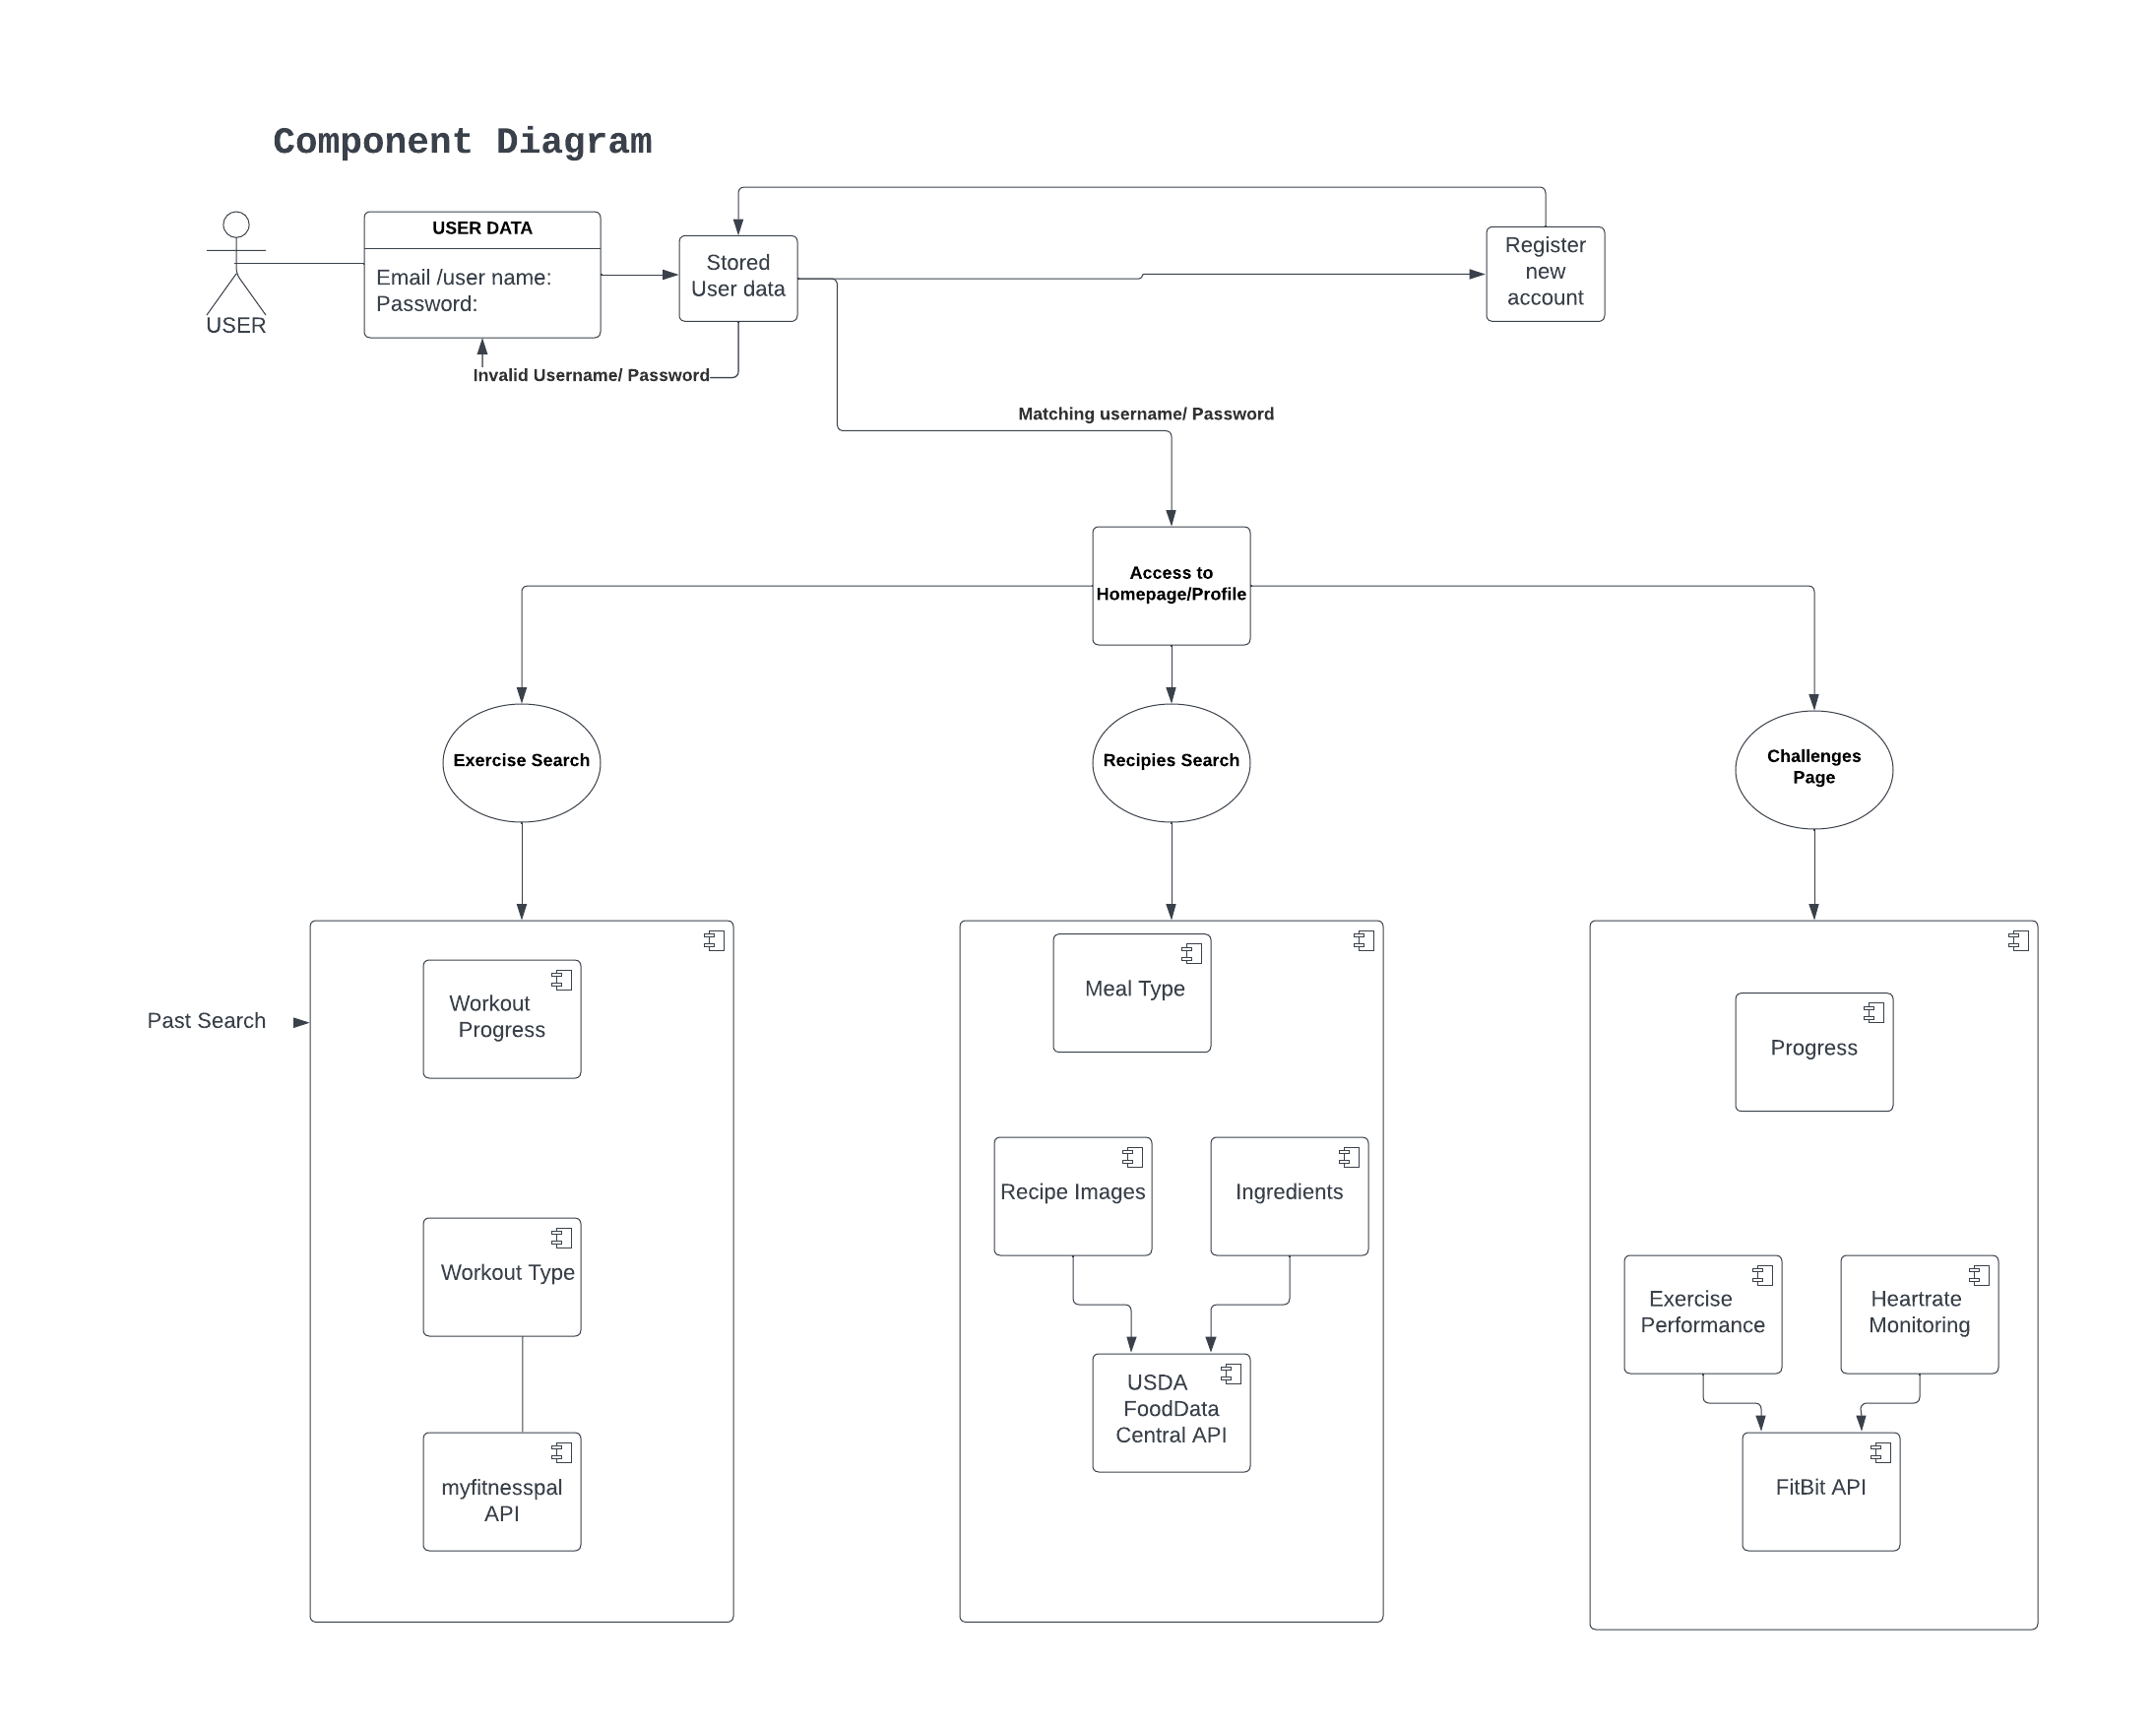 Component Diagram
USER
USER DATA
Email /user name:
Password:
Stored
User data
Register
new
account
Invalid Username/ Password
Matching username/ Password
Access to
Homepage/Profile
Exercise Search
Recipies Search
Challenges
Page
Past Search
Workout
Progress
Workout Type
myfitnesspal
API
Meal Type
Recipe Images
Ingredients
USDA
FoodData
Central API
Progress
Exercise
Performance
Heartrate
Monitoring
FitBit API